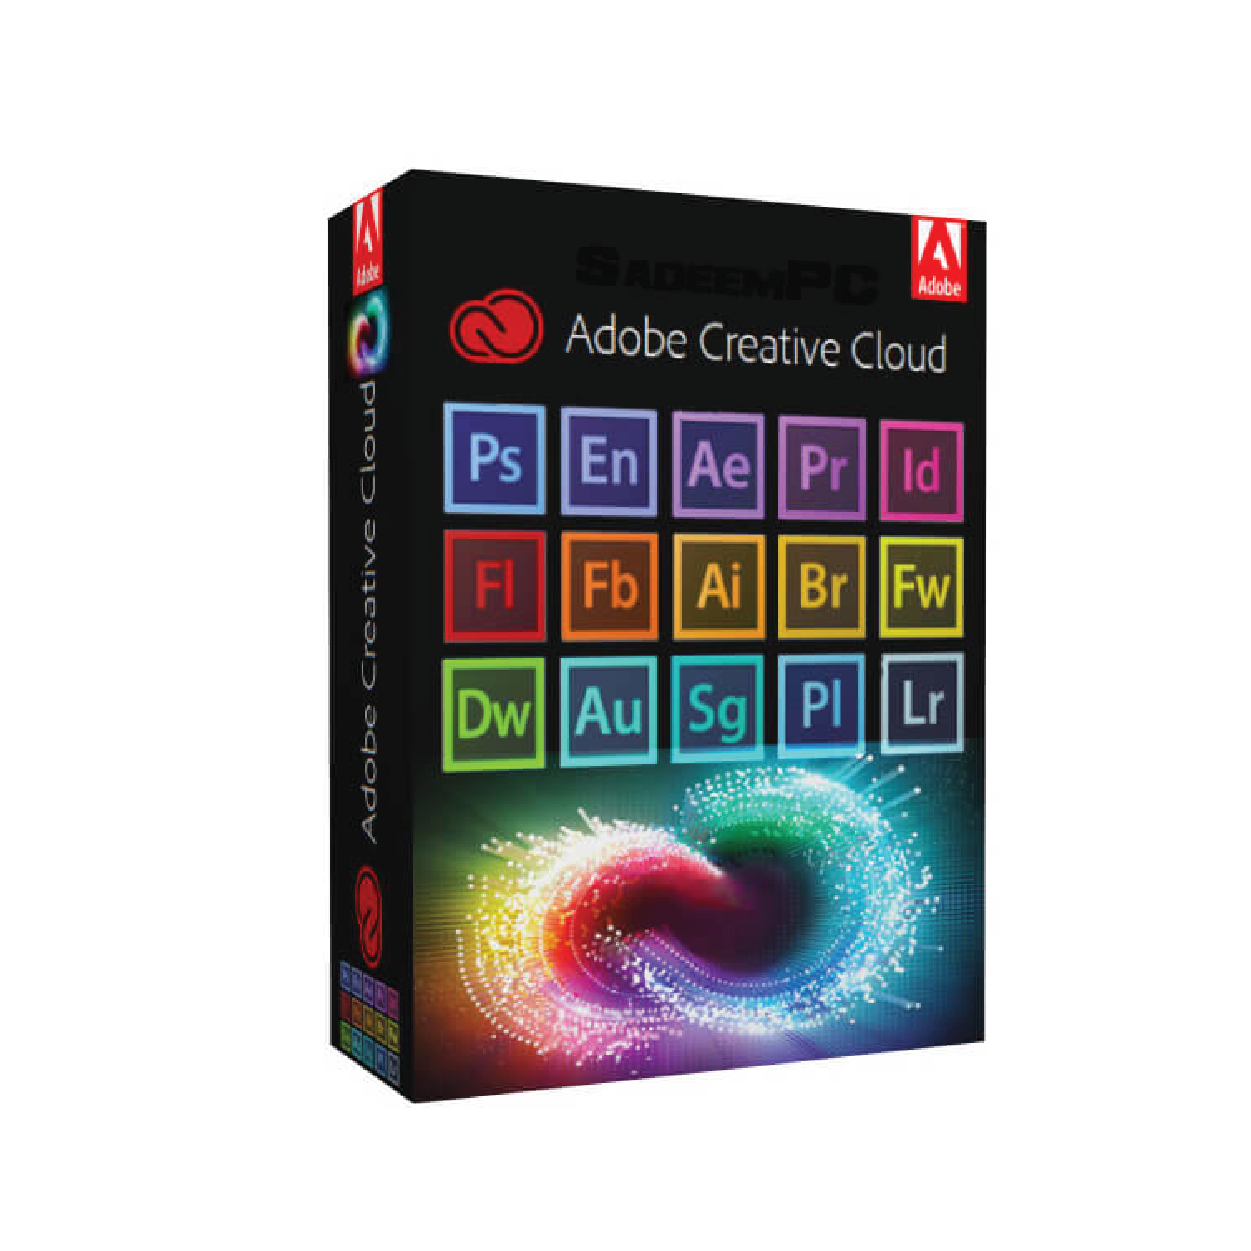 Adobe
Adobe Creative Cloud
SADEEMPC
Adobe
Adobe Creative Cloud
Ps En Ae Pr Id
Fl Fb Ai Br Fw
Dw Au Sg Pl Lr